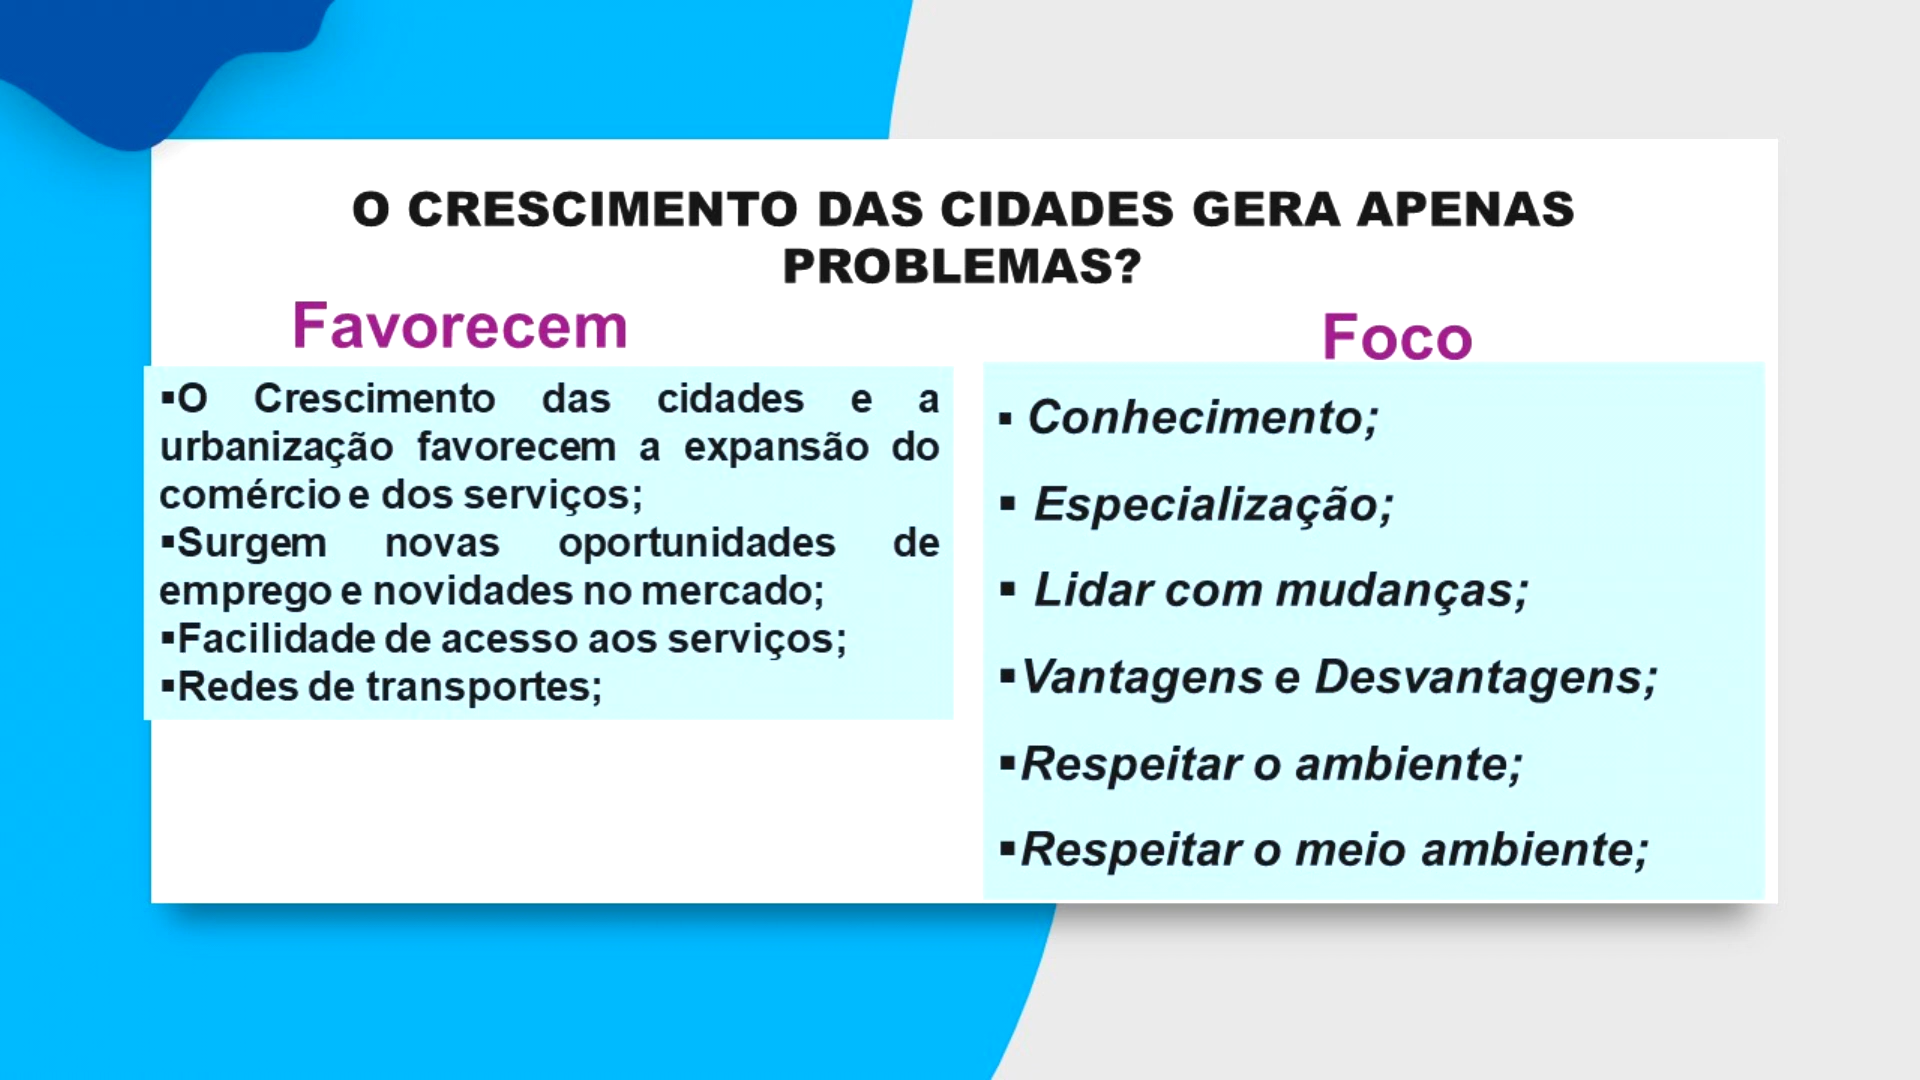 O CRESCIMENTO DAS CIDADES GERA APENAS
PROBLEMAS?
Favorecem
▪O Crescimento das cidades e a
urbanização favorecem a expansão do
comércio e dos serviços;
▪Surgem novas oportunidades de
emprego e novidades no mercado;
▪Facilidade de acesso aos serviços;
▪Redes de transportes;
Foco
▪ Conhecimento;
▪ Especialização;
▪ Lidar com mudanças;
▪Vantagens e Desvantagens;
▪Respeitar o ambiente;
▪Respeitar o meio ambiente;